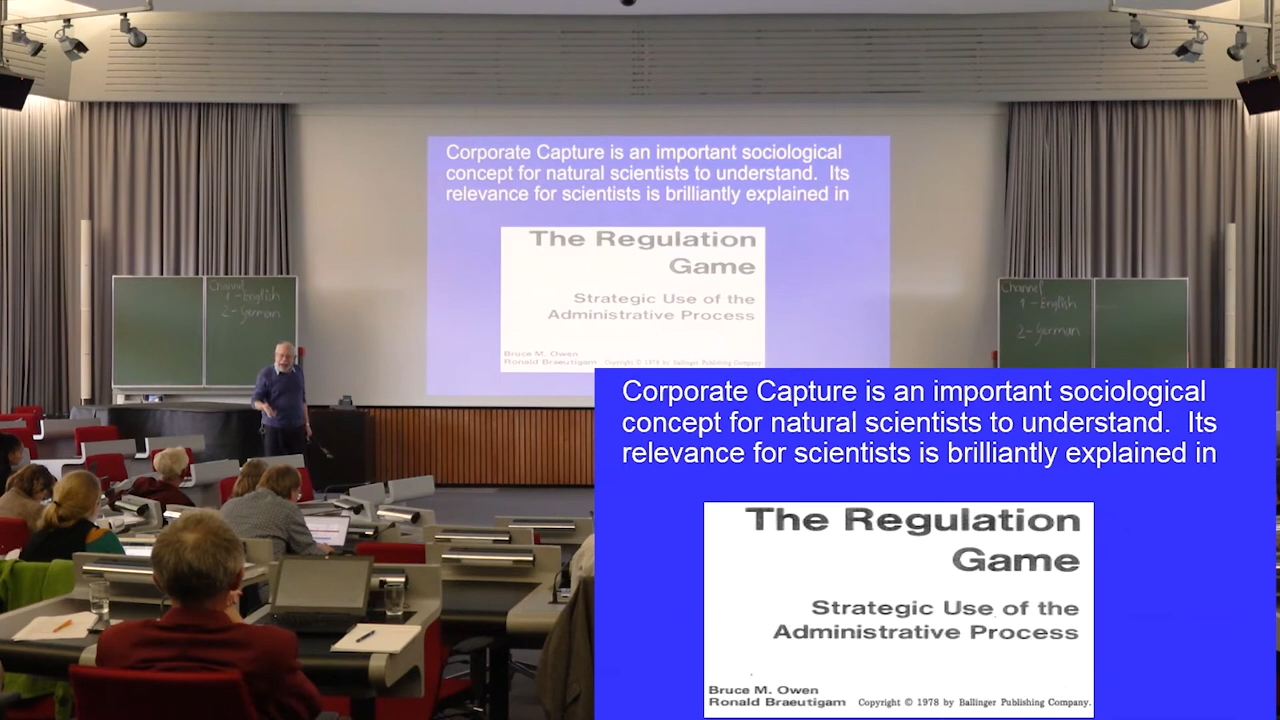 Corporate Capture is an important sociological
concept for natural scientists to understand. Its
relevance for scientists is brilliantly explained in
The Regulation
Game
Strategic Use of the
Administrative Process
Bruce M. Owen
Ronald Braeutigam Copyright © 1978 by Ballinger Publishing Company
Channel
1 - English
2 - German
Channel
1 - English
2 - German
Corporate Capture is an important sociological
concept for natural scientists to understand. Its
relevance for scientists is brilliantly explained in
The Regulation
Game
Strategic Use of the
Administrative Process
Bruce M. Owen
Ronald Braeutigam Copyright © 1978 by Ballinger Publishing Company.